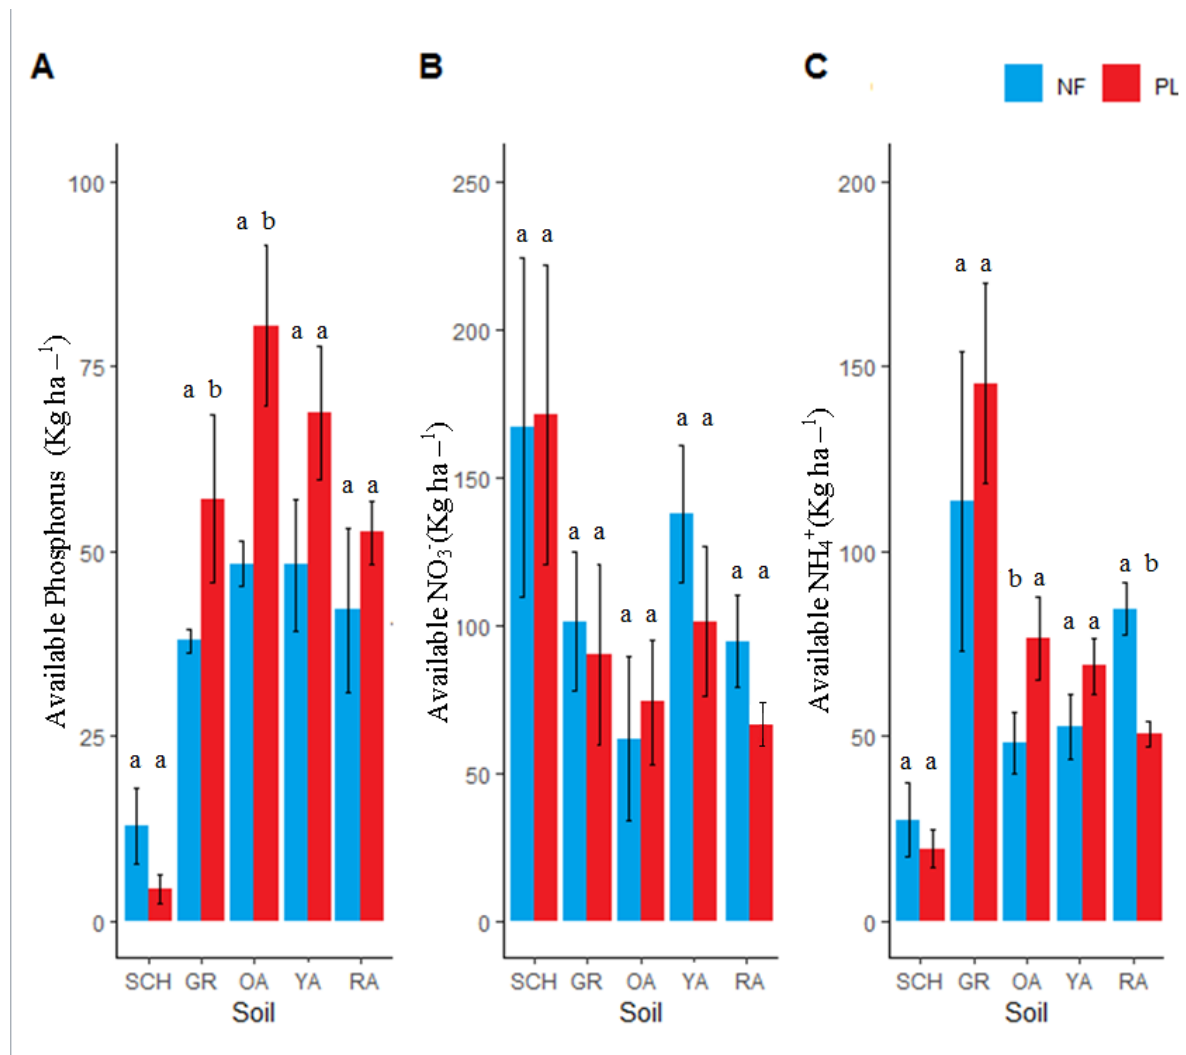 A
B
C
NF PL
Available Phosphorus (Kg ha –1)
100
75
50
25
0
a a
a b
a b
a a
a a
SCH GR OA YA RA
Soil
Available NO3-(Kg ha –1)
250
200
150
100
50
0
a a
a a
a a
a a
a a
SCH GR OA YA RA
Soil
Available NH4+(Kg ha –1)
200
150
100
50
0
a a
a a
b a
a a
a b
SCH GR OA YA RA
Soil